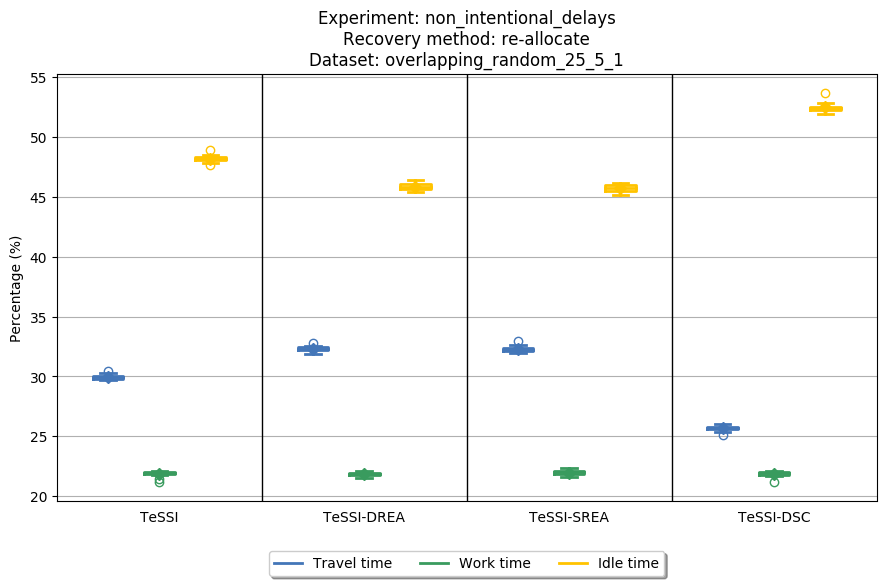 Experiment: non_intentional_delays
Recovery method: re-allocate
Dataset: overlapping_random_25_5_1
55
50
45
40
35
30
25
20
Percentage (%)
TeSSI TeSSI-DREA TeSSI-SREA TeSSI-DSC
Travel time Work time Idle time